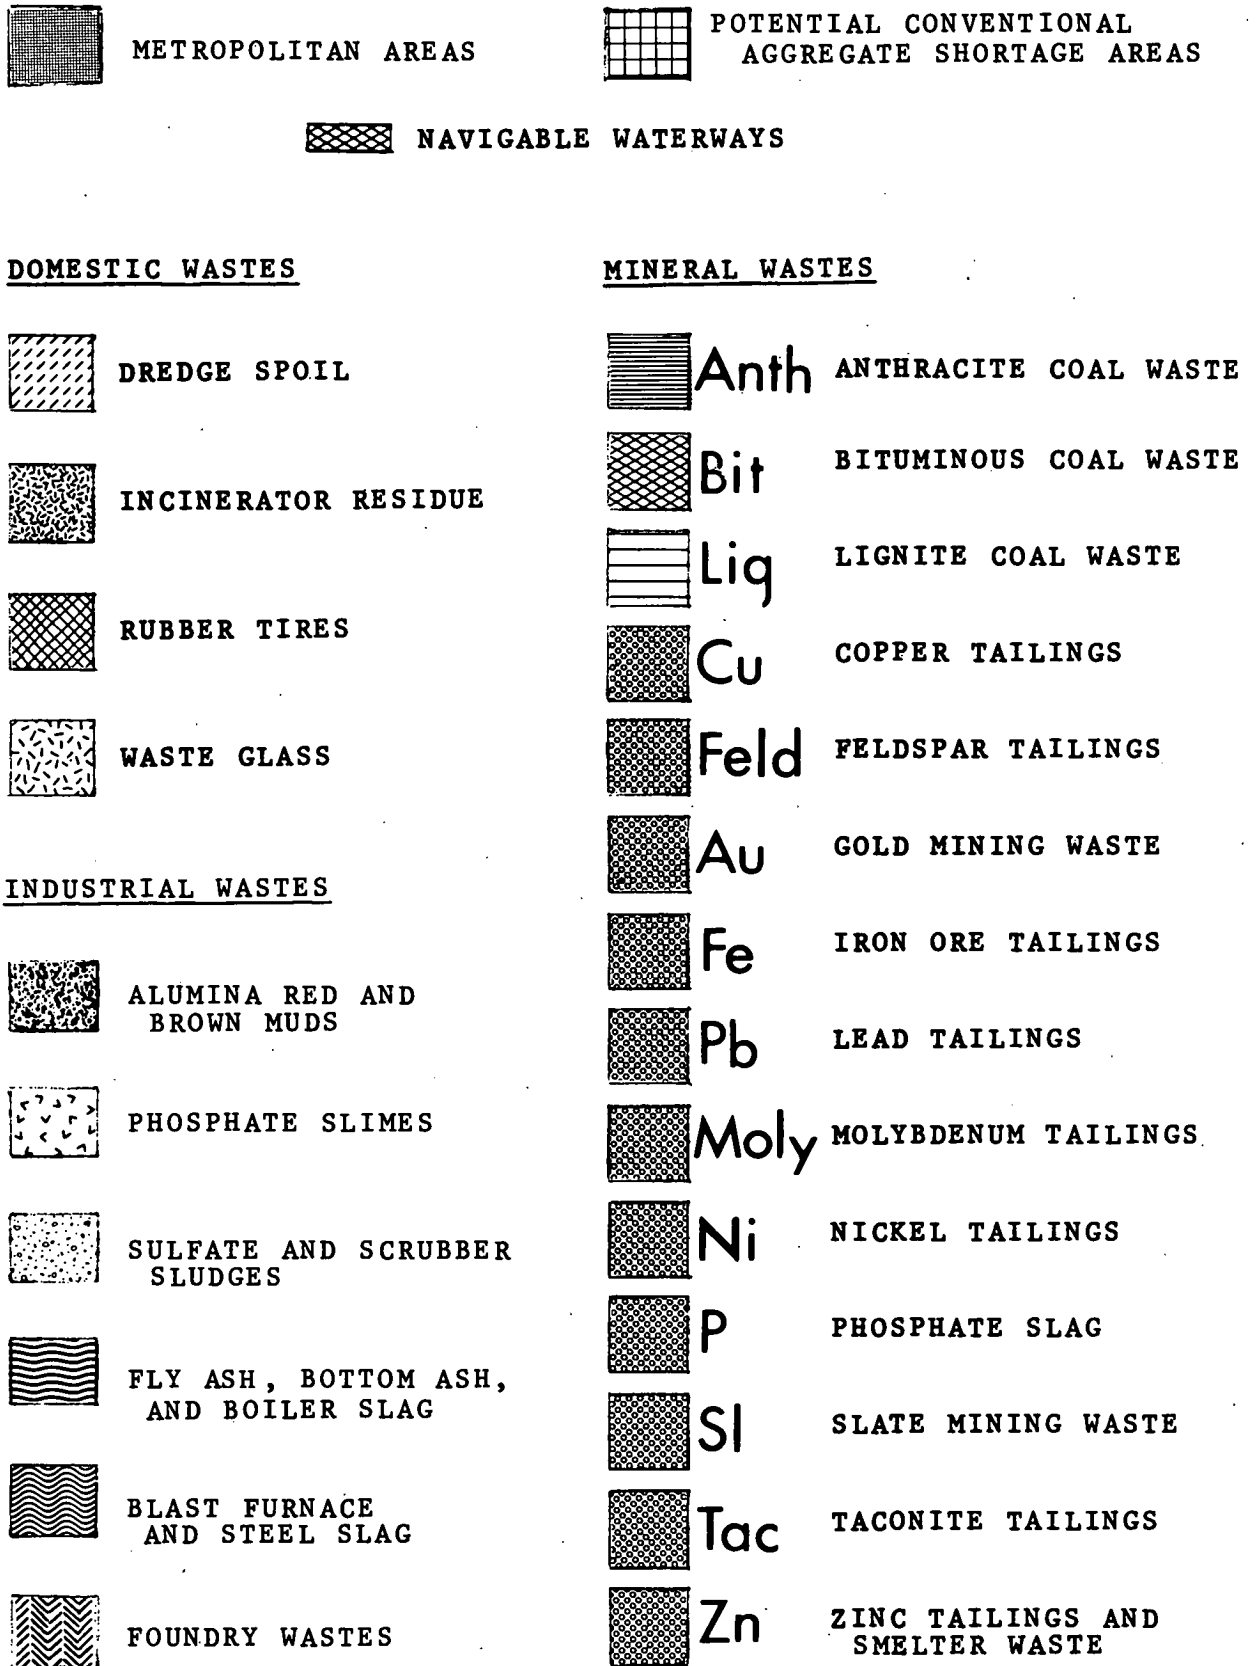 METROPOLITAN AREAS
POTENTIAL CONVENTIONAL
AGGREGATE SHORTAGE AREAS
NAVIGABLE WATERWAYS
DOMESTIC WASTES
DREDGE SPOIL
INCINERATOR RESIDUE
RUBBER TIRES
WASTE GLASS
INDUSTRIAL WASTES
ALUMINA RED AND
BROWN MUDS
PHOSPHATE SLIMES
SULFATE AND SCRUBBER
SLUDGES
FLY ASH, BOTTOM ASH,
AND BOILER SLAG
BLAST FURNACE
AND STEEL SLAG
FOUNDRY WASTES
MINERAL WASTES
Anth ANTHRACITE COAL WASTE
Bit BITUMINOUS COAL WASTE
Lig LIGNITE COAL WASTE
Cu COPPER TAILINGS
Feld FELDSPAR TAILINGS
Au GOLD MINING WASTE
Fe IRON ORE TAILINGS
Pb LEAD TAILINGS
Moly MOLYBDENUM TAILINGS
Ni NICKEL TAILINGS
P PHOSPHATE SLAG
Sl SLATE MINING WASTE
Tac TACONITE TAILINGS
Zn ZINC TAILINGS AND
SMELTER WASTE